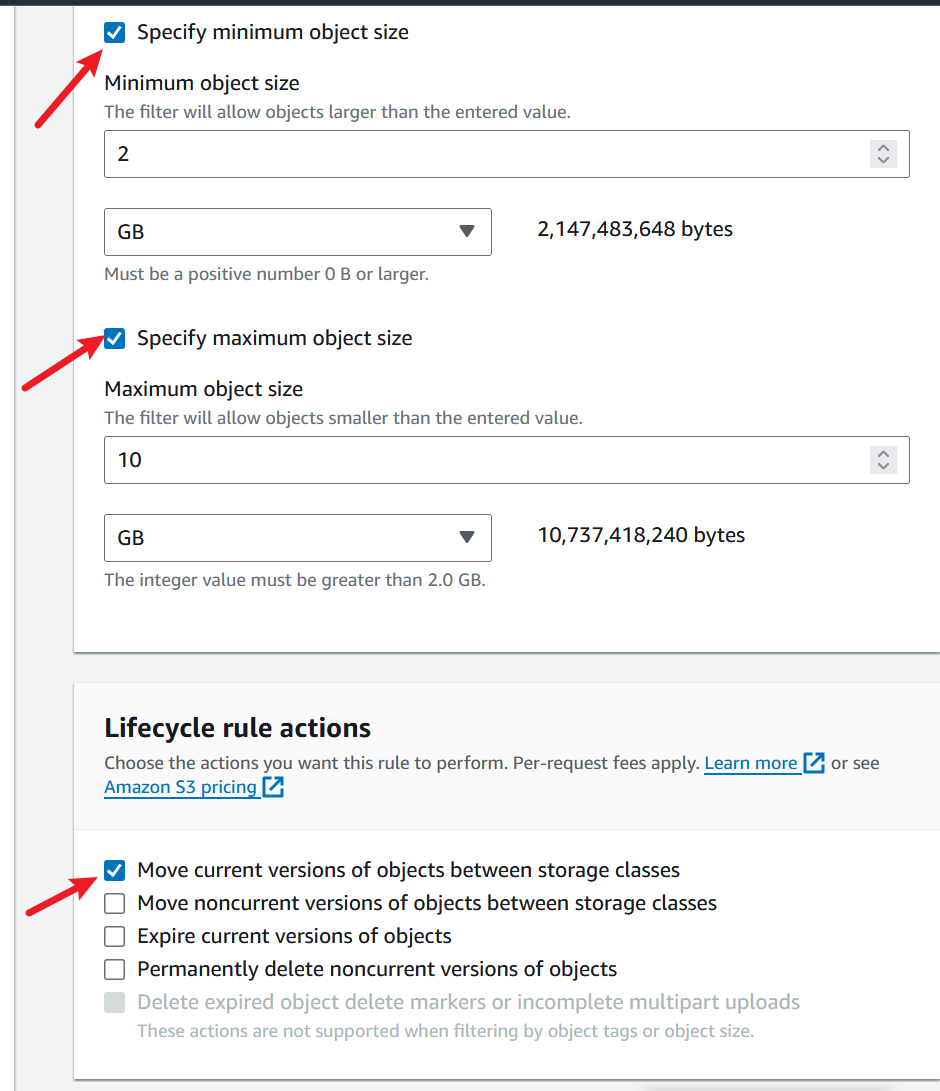 Specify minimum object size
Minimum object size
The filter will allow objects larger than the entered value.
2
GB
2,147,483,648 bytes
Must be a positive number 0 B or larger.
Specify maximum object size
Maximum object size
The filter will allow objects smaller than the entered value.
10
GB
10,737,418,240 bytes
The integer value must be greater than 2.0 GB.
Lifecycle rule actions
Choose the actions you want this rule to perform. Per-request fees apply. Learn more or see
Amazon S3 pricing
Move current versions of objects between storage classes
Move noncurrent versions of objects between storage classes
Expire current versions of objects
Permanently delete noncurrent versions of objects
Delete expired object delete markers or incomplete multipart uploads
These actions are not supported when filtering by object tags or object size.